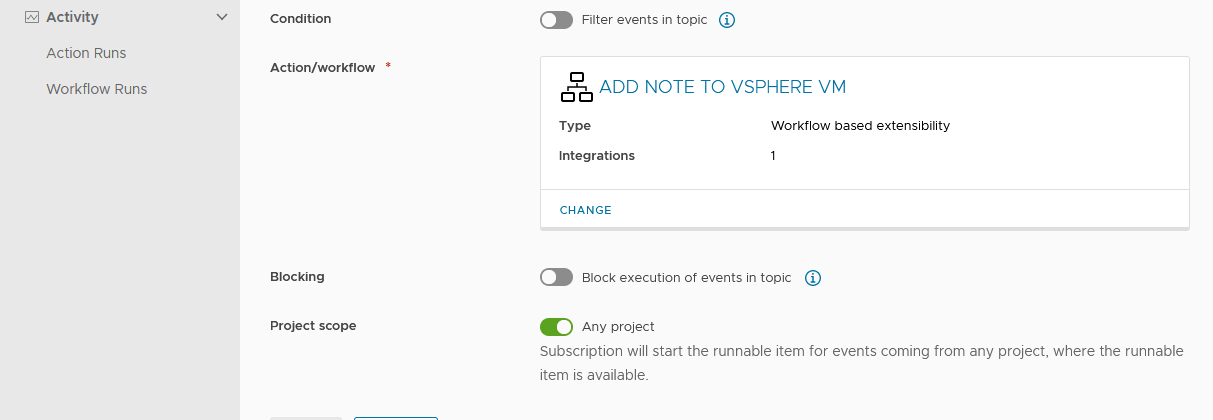 Activity
Action Runs
Workflow Runs
Condition
Filter events in topic
Action/workflow *
ADD NOTE TO VSPHERE VM
Type
Workflow based extensibility
Integrations
1
CHANGE
Blocking
Block execution of events in topic
Project scope
Any project
Subscription will start the runnable item for events coming from any project, where the runnable
item is available.